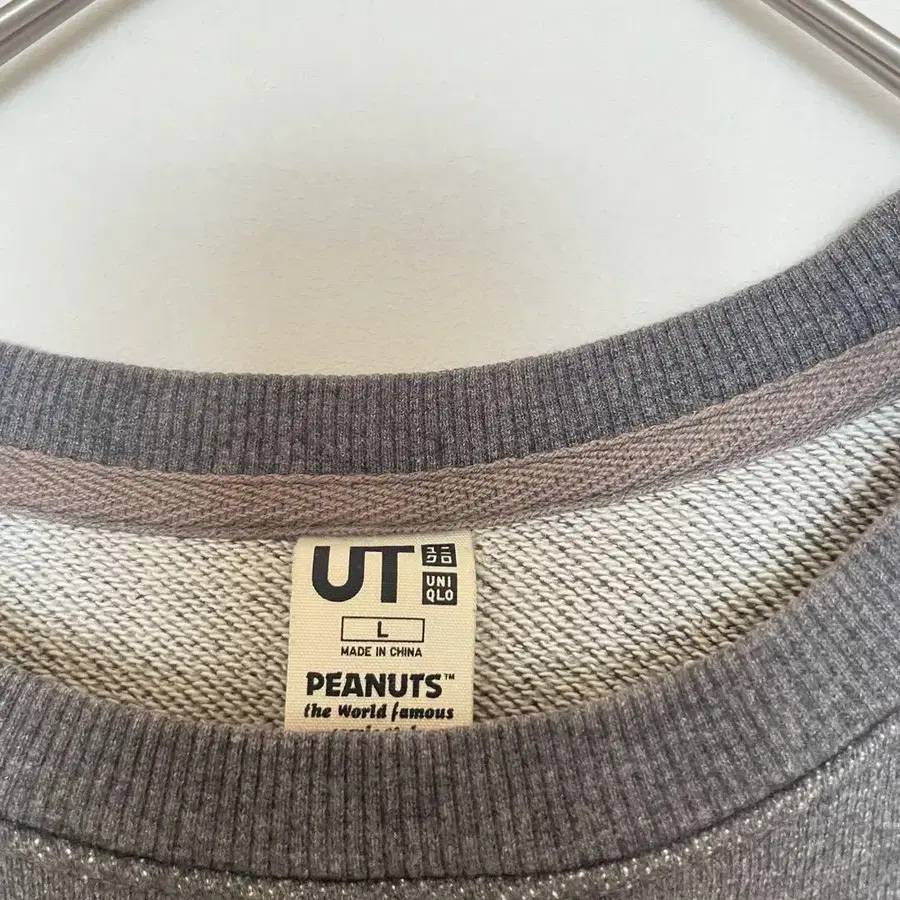 UT
ユニ
クロ
UNI
QLO
L
MADE IN CHINA
PEANUTS™
the World famous